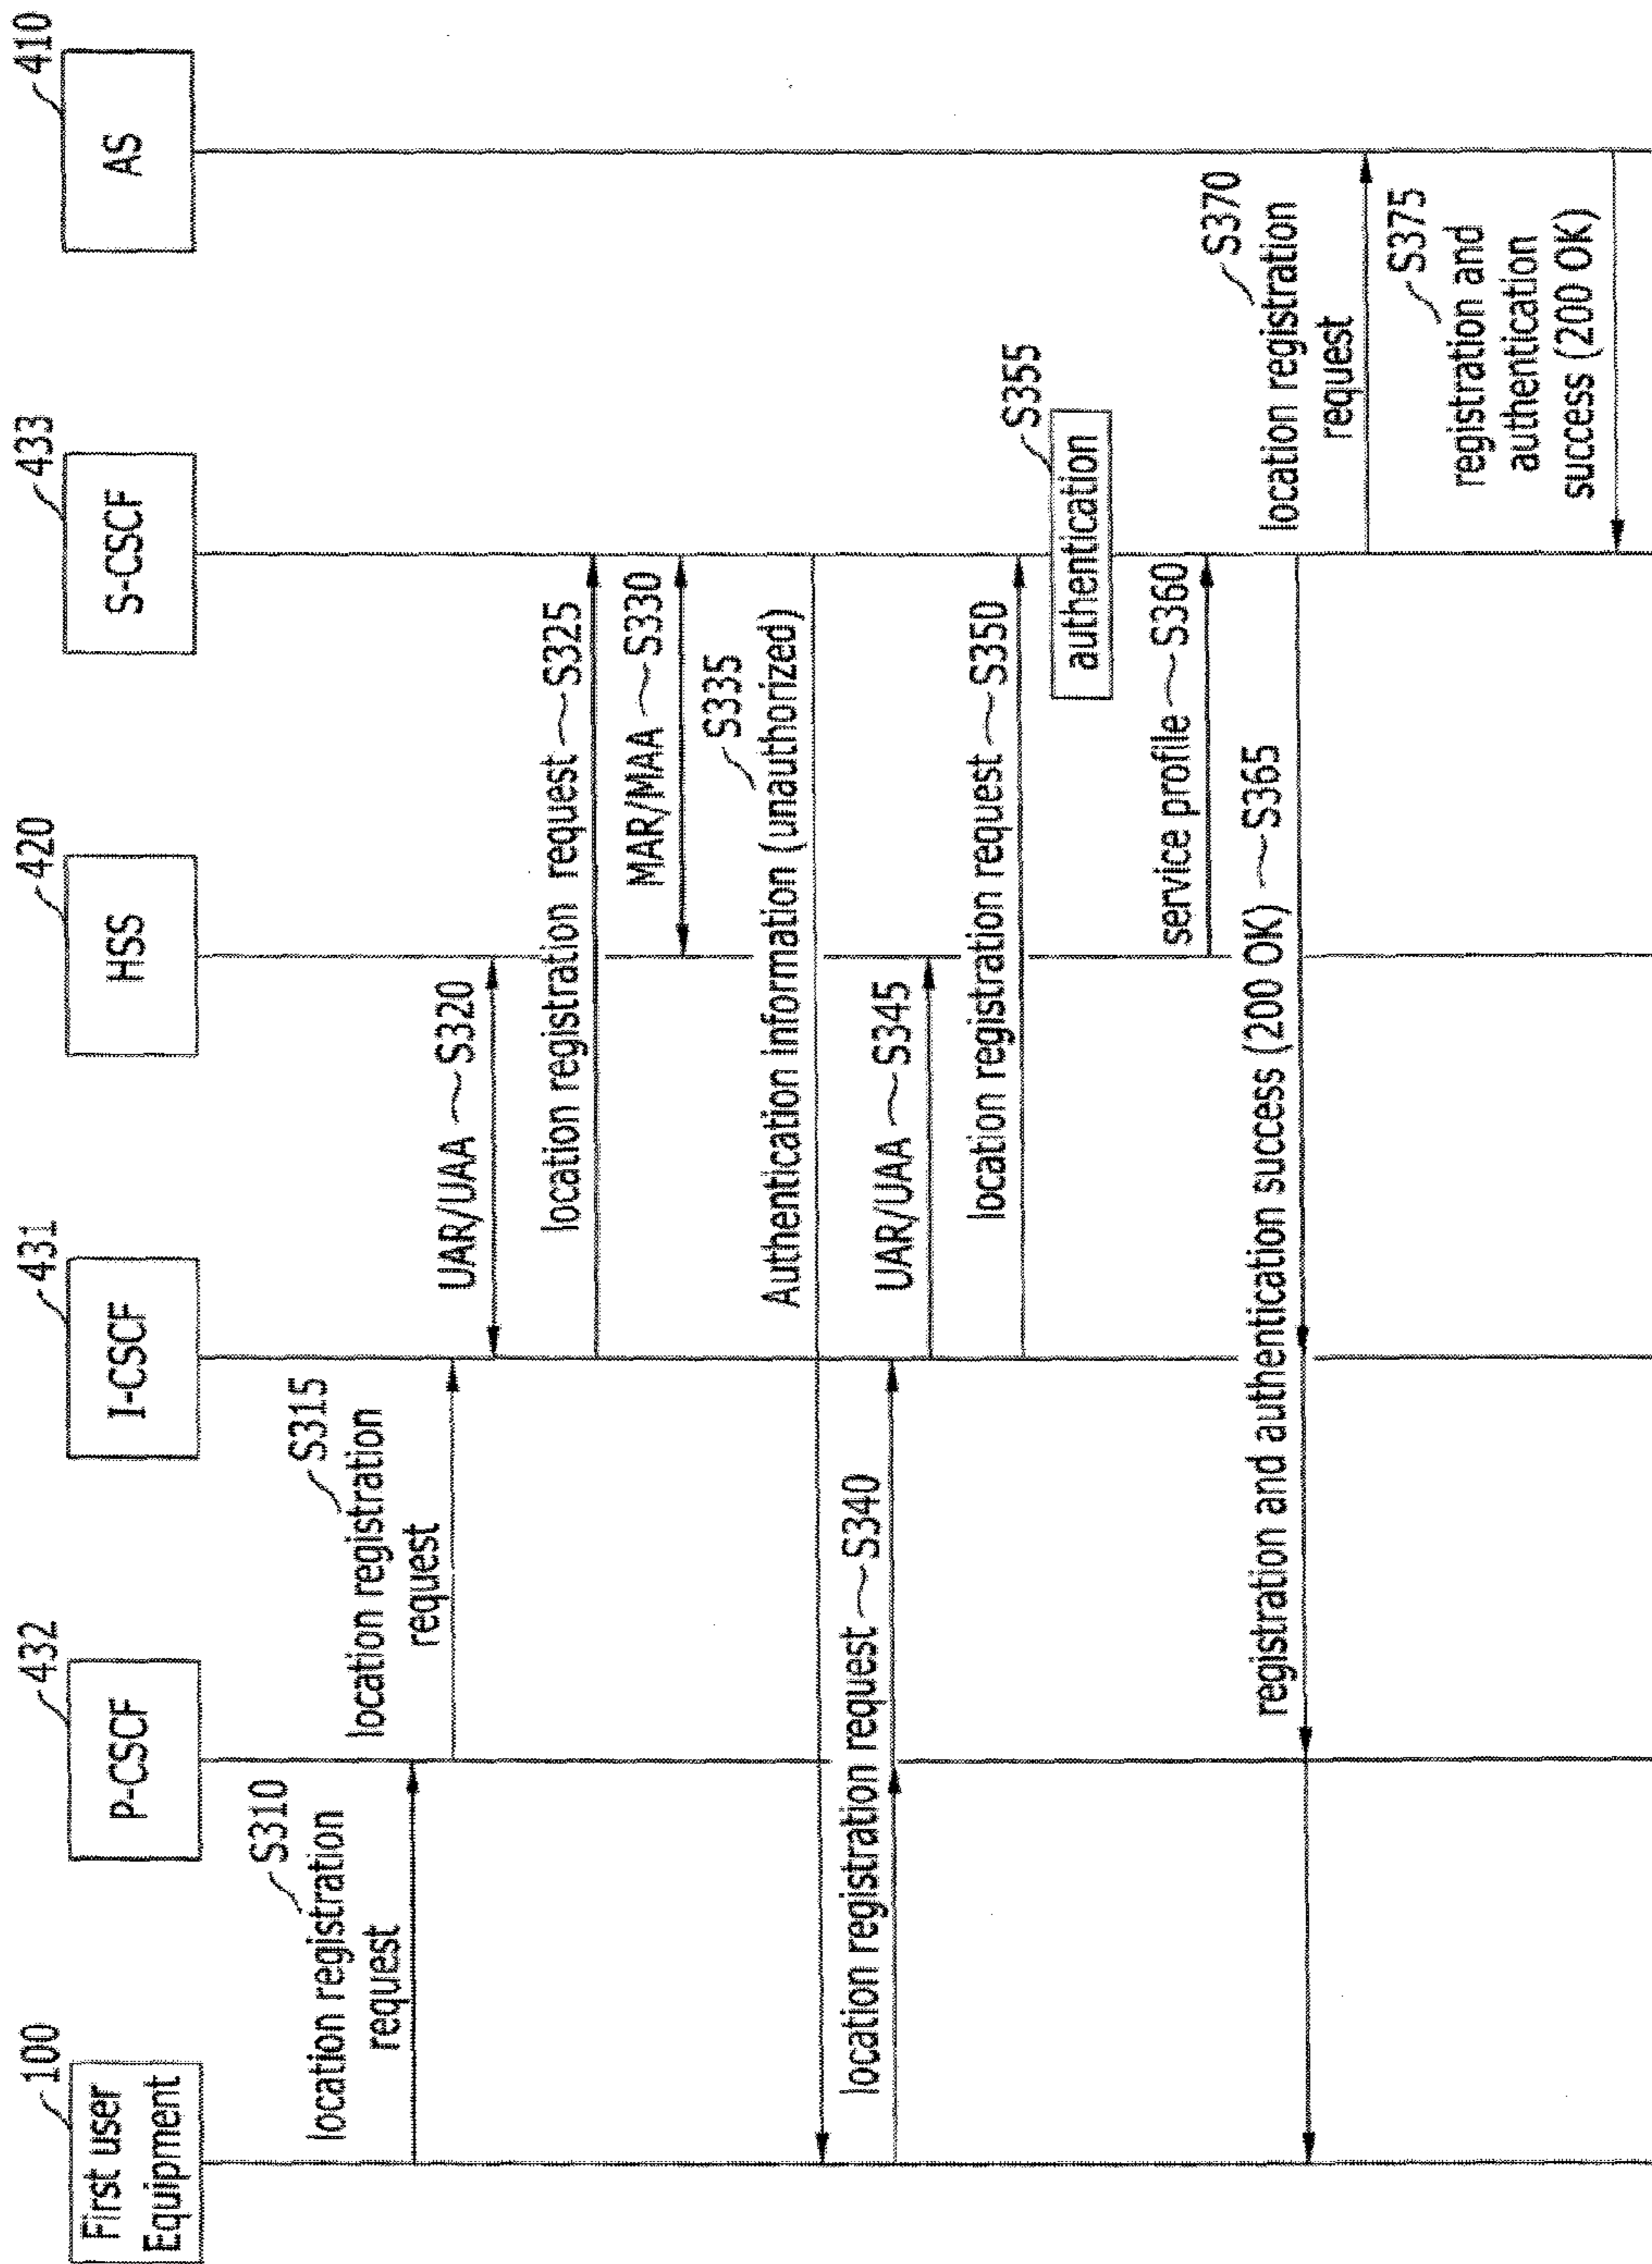 100
First user
Equipment
432
P-CSCF
431
I-CSCF
420
HSS
433
S-CSCF
410
AS
S310
location registration
request
S315
location registration
request
UAR/UAA ~S320
location registration request ~S325
MAR/MAA ~S330
S335
Authentication Information (unauthorized)
location registration request ~S340
UAR/UAA ~S345
location registration request ~S350
S355
authentication
service profile ~S360
registration and authentication success (200 OK) ~S365
S370
location registration
request
S375
registration and
authentication
success (200 OK)